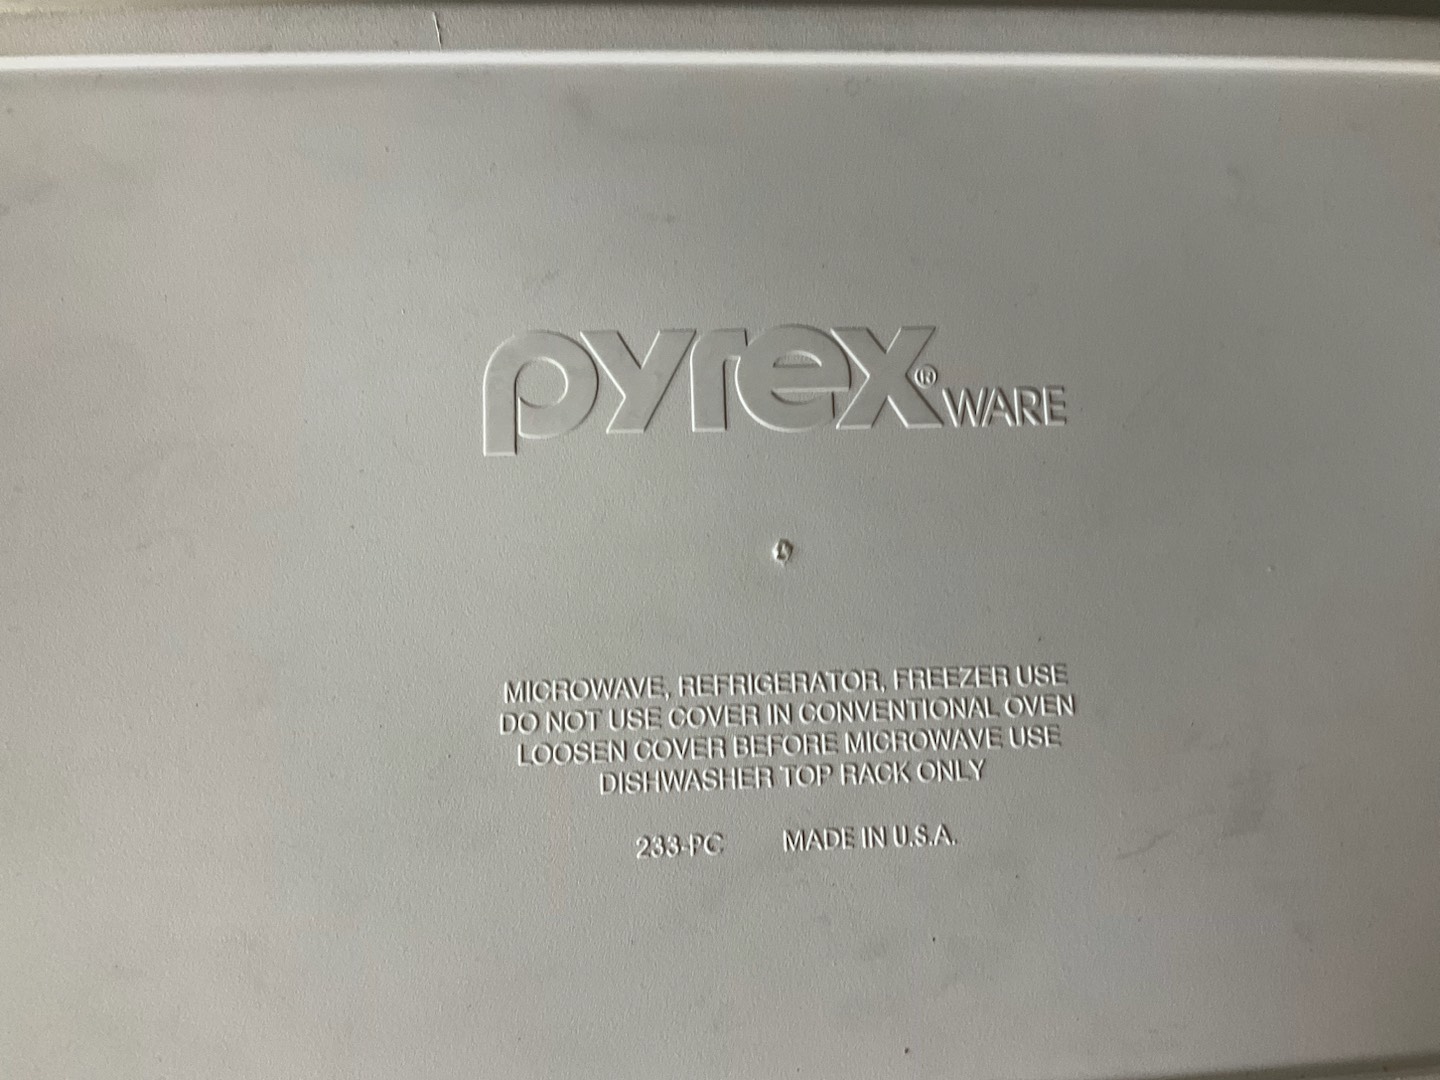 pyrex® WARE
MICROWAVE, REFRIGERATOR, FREEZER USE
DO NOT USE COVER IN CONVENTIONAL OVEN
LOOSEN COVER BEFORE MICROWAVE USE
DISHWASHER TOP RACK ONLY
233-PC MADE IN U.S.A.